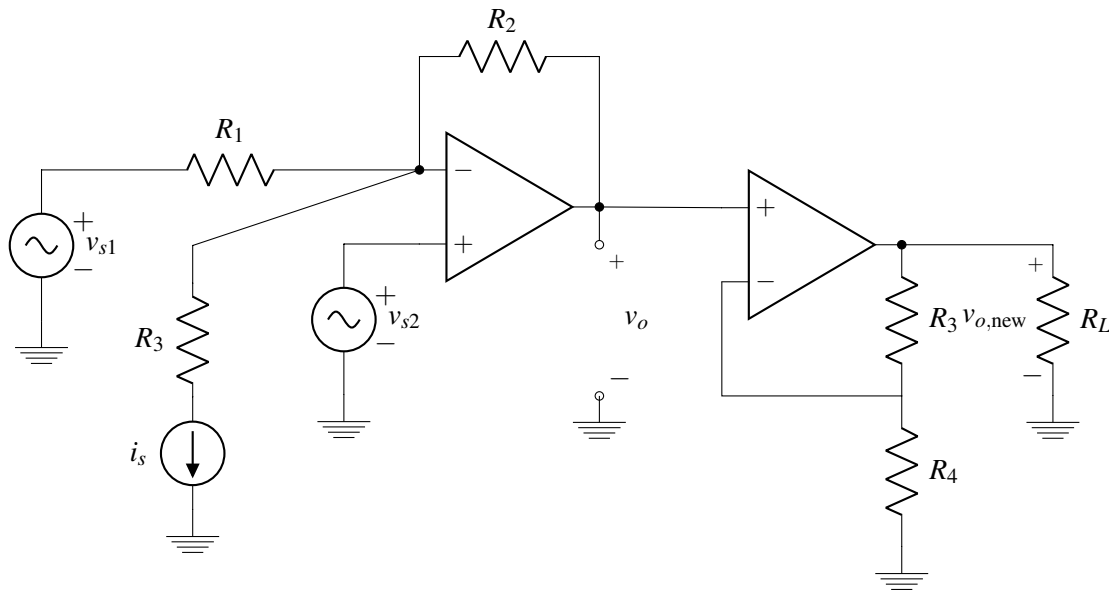 R2
R1
−
+
vs1
−
+
+
vs2
−
R3
is
+
vo
−
+
−
R3
vo,new
+
−
RL
R4